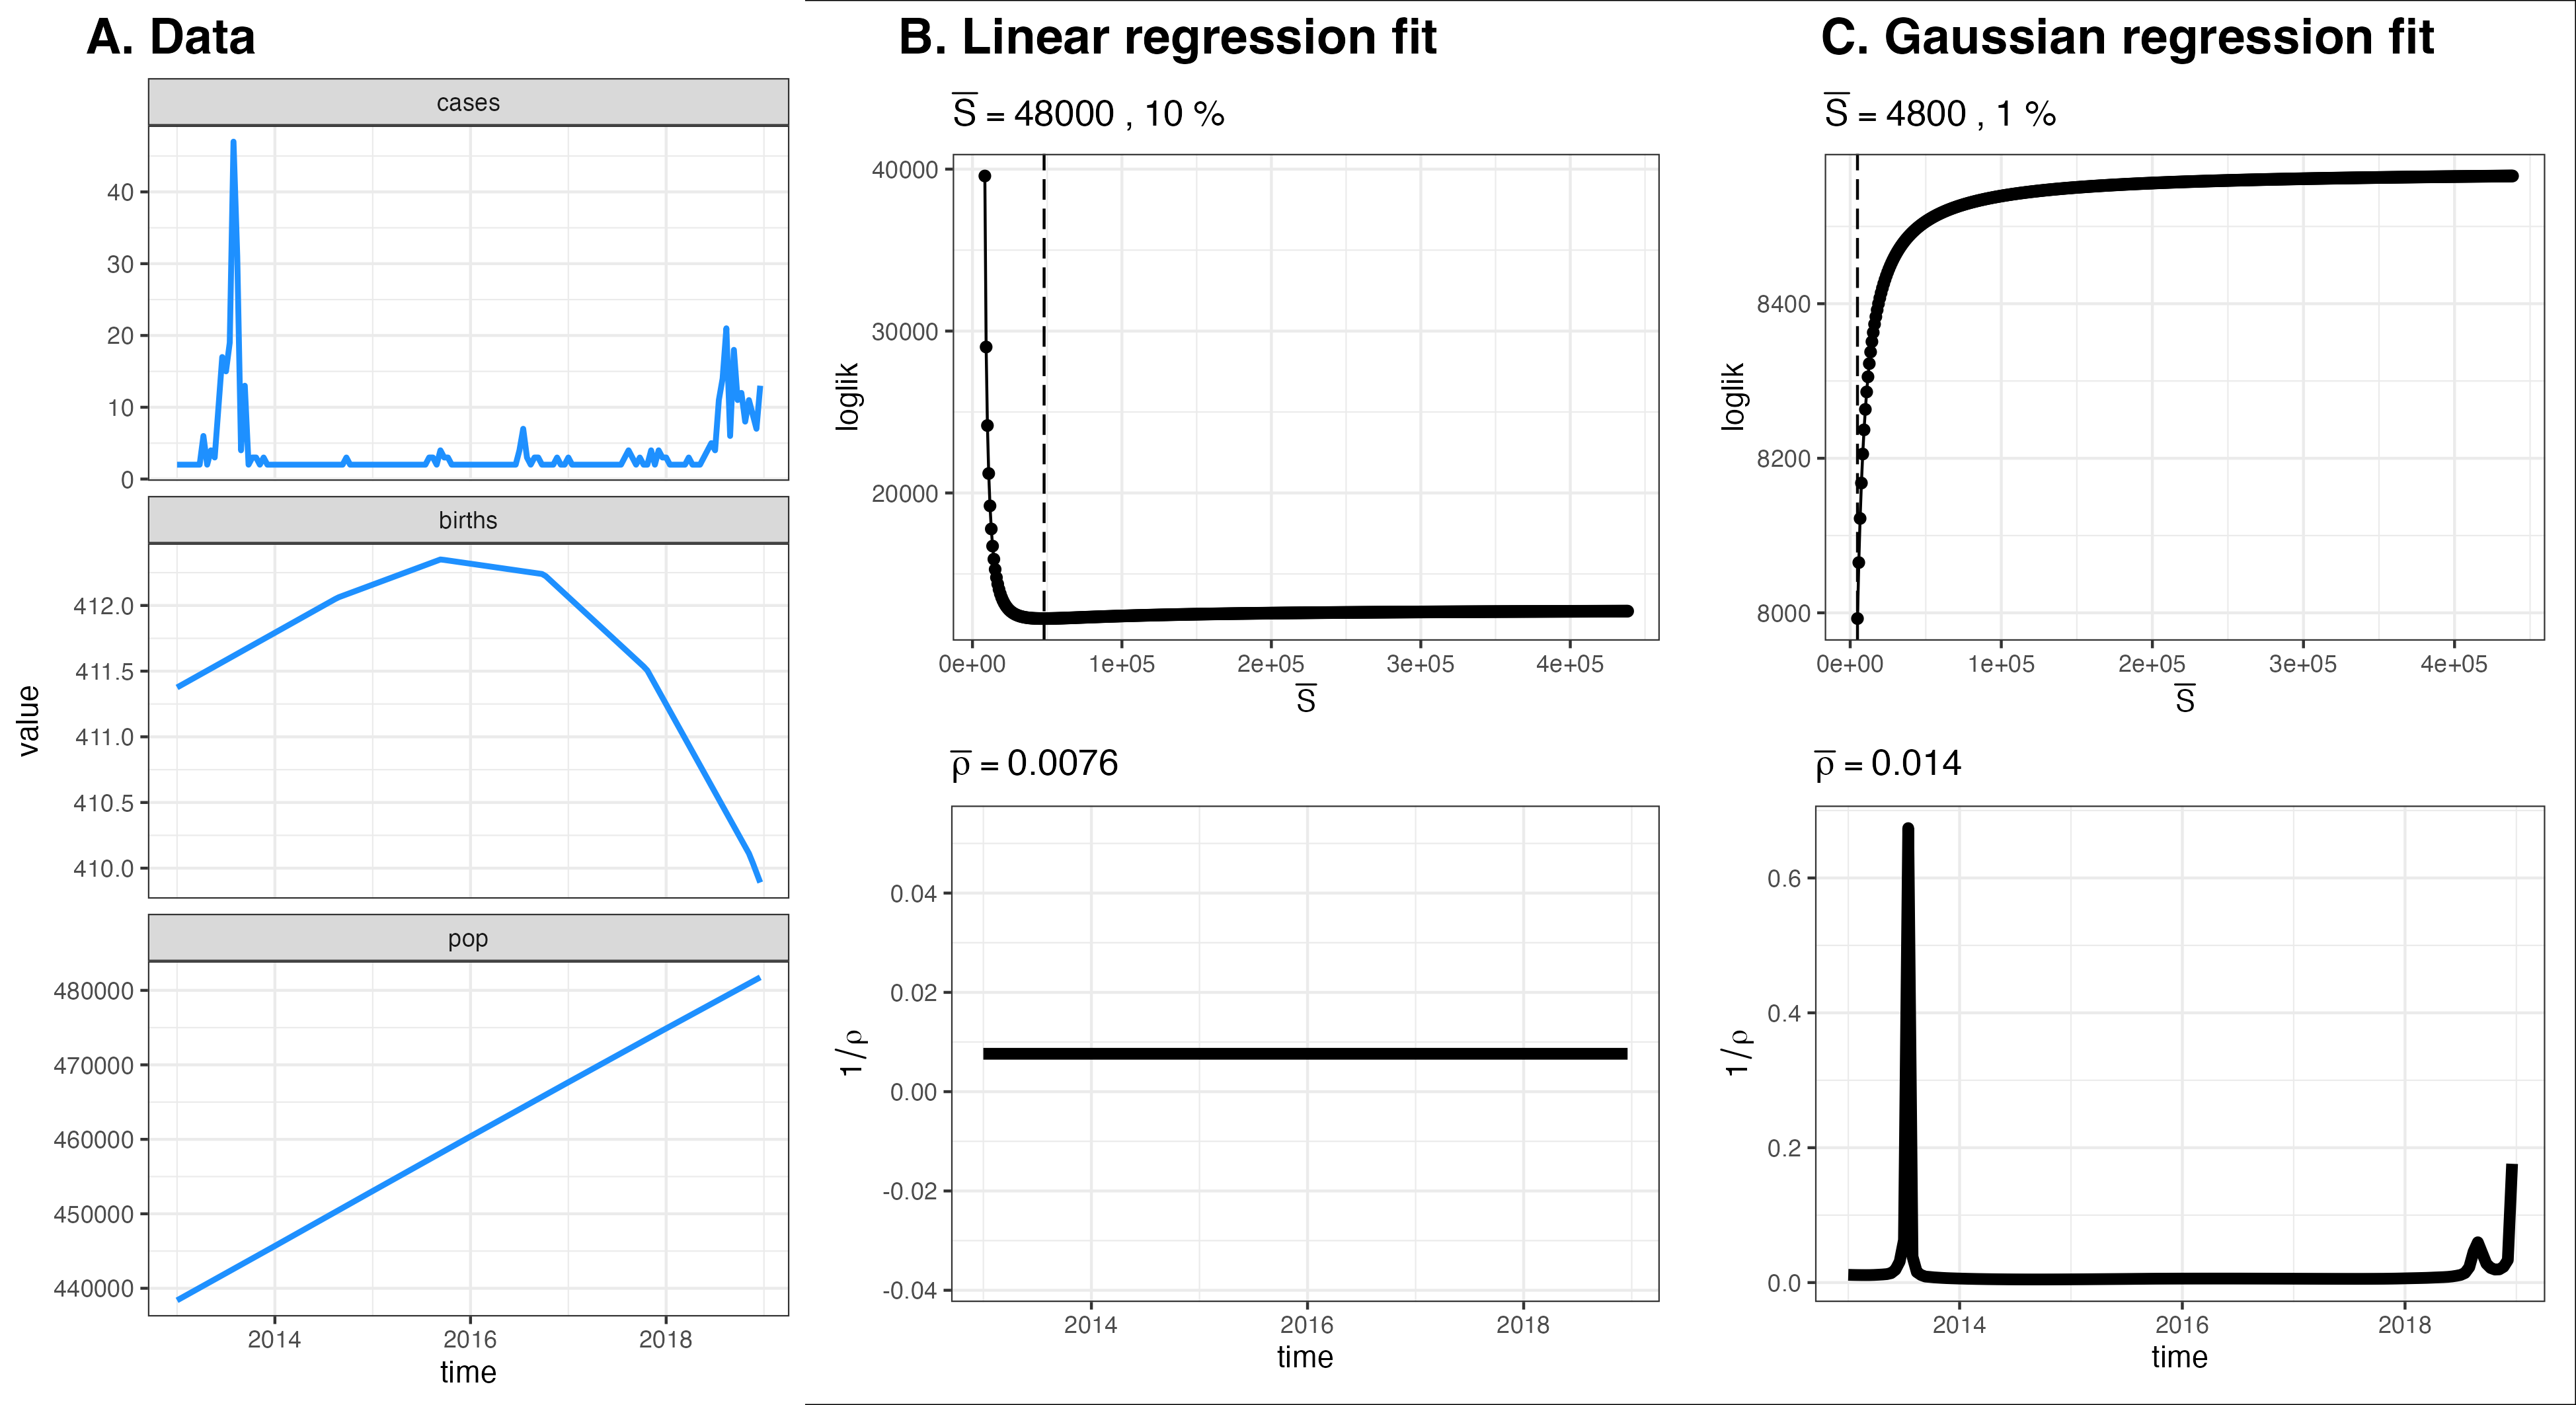 A. Data
cases
40
30
20
10
0
births
412.0
411.5
411.0
410.5
410.0
pop
480000
470000
460000
450000
440000
2014 2016 2018
time
value
B. Linear regression fit
S̅ = 48000 , 10 %
40000
30000
20000
loglik
0e+00 1e+05 2e+05 3e+05 4e+05
S̅
ρ̅ = 0.0076
0.04
0.02
0.00
-0.02
-0.04
1/ρ
2014 2016 2018
time
C. Gaussian regression fit
S̅ = 4800 , 1 %
8400
8200
8000
loglik
0e+00 1e+05 2e+05 3e+05 4e+05
S̅
ρ̅ = 0.014
0.6
0.4
0.2
0.0
1/ρ
2014 2016 2018
time